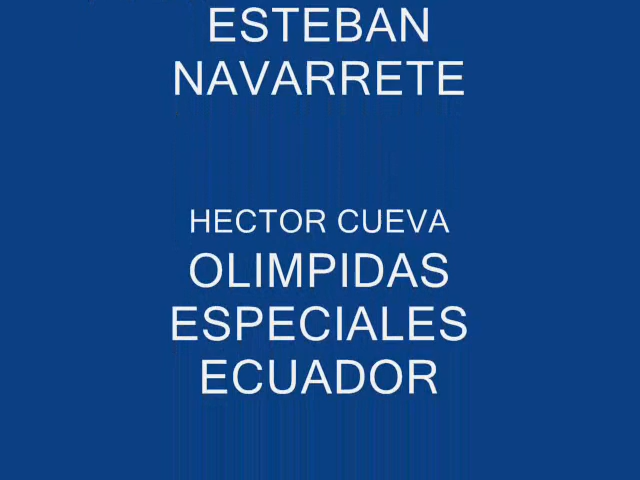 ESTEBAN
NAVARRETE
HECTOR CUEVA
OLIMPIDAS
ESPECIALES
ECUADOR